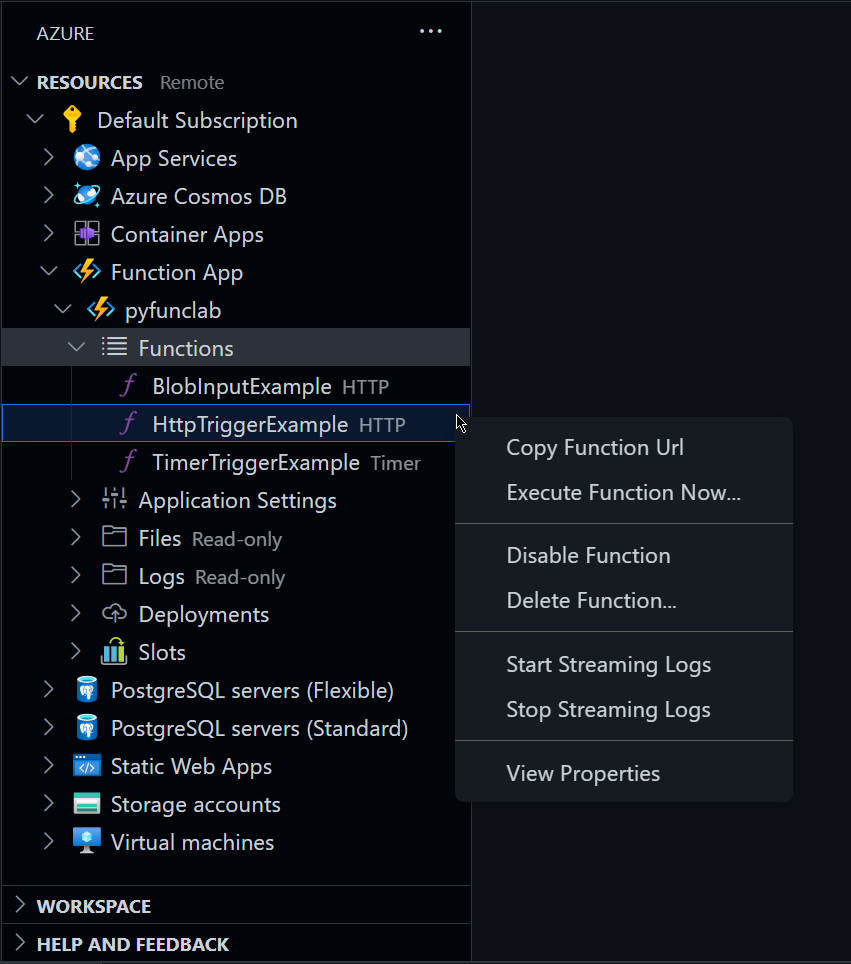 AZURE
RESOURCES Remote
Default Subscription
App Services
Azure Cosmos DB
Container Apps
Function App
pyfunclab
Functions
BlobInputExample HTTP
HttpTriggerExample HTTP
TimerTriggerExample Timer
Application Settings
Files Read-only
Logs Read-only
Deployments
Slots
PostgreSQL servers (Flexible)
PostgreSQL servers (Standard)
Static Web Apps
Storage accounts
Virtual machines
WORKSPACE
HELP AND FEEDBACK
Copy Function Url
Execute Function Now...
Disable Function
Delete Function...
Start Streaming Logs
Stop Streaming Logs
View Properties